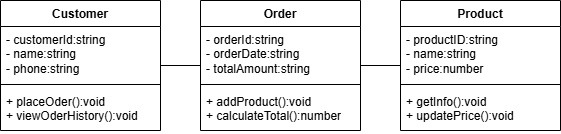 Customer
- customerId:string
- name:string
- phone:string
+ placeOder():void
+ viewOderHistory():void
Order
- orderId:string
- orderDate:string
- totalAmount:string
+ addProduct():void
+ calculateTotal():number
Product
- productID:string
- name:string
- price:number
+ getInfo():void
+ updatePrice():void